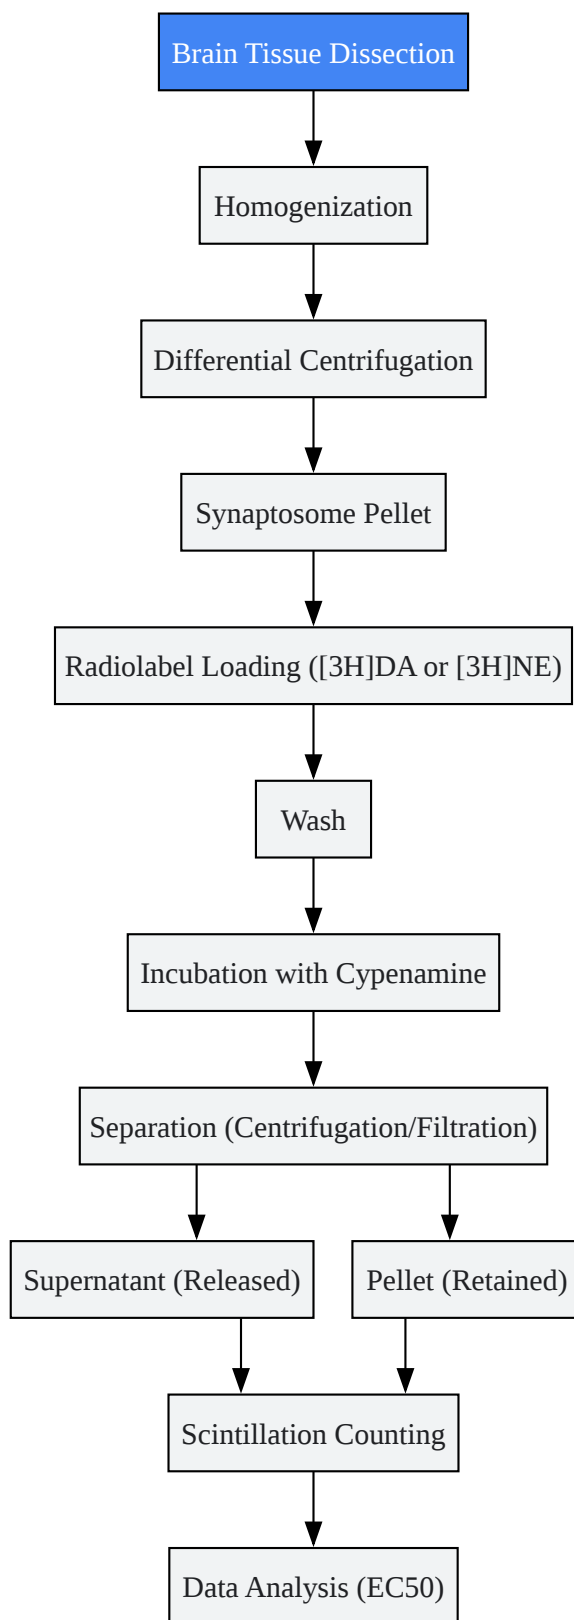 Brain Tissue Dissection
Homogenization
Differential Centrifugation
Synaptosome Pellet
Radiolabel Loading ([3H]DA or [3H]NE)
Wash
Incubation with Cypenamine
Separation (Centrifugation/Filtration)
Supernatant (Released)
Pellet (Retained)
Scintillation Counting
Data Analysis (EC50)